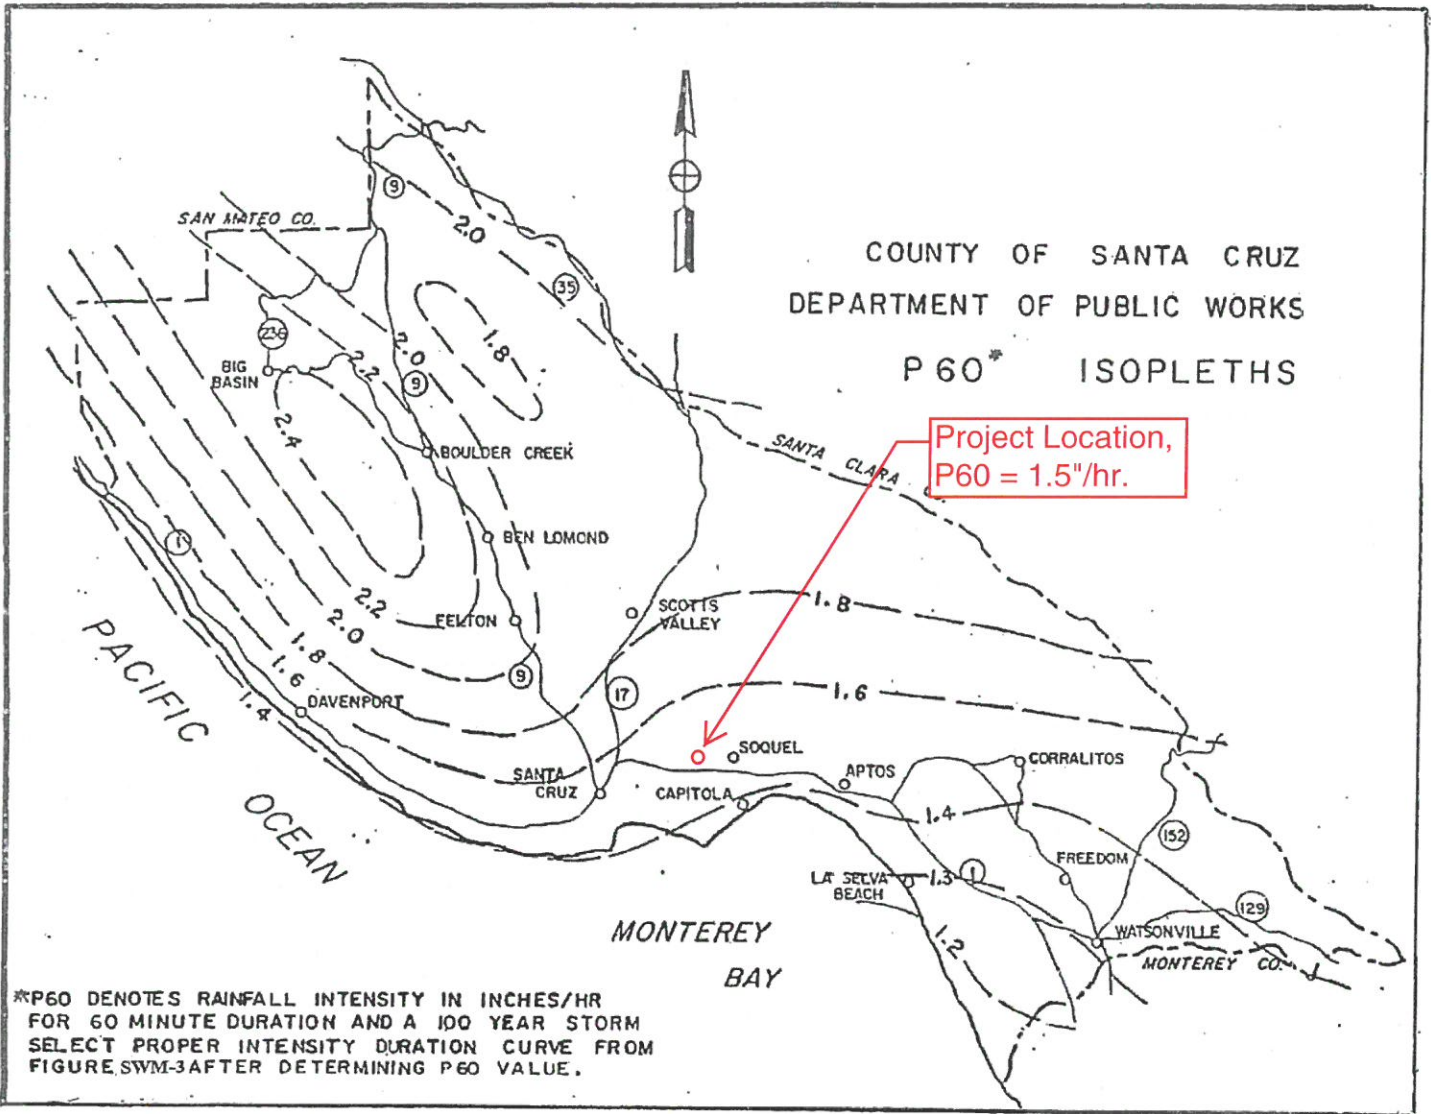 SAN MATEO CO.
9
2.0
35
COUNTY OF SANTA CRUZ
DEPARTMENT OF PUBLIC WORKS
P60* ISOPLETHS
236
BIG
BASIN
2.0
2.2
9
1.8
2.4
BOULDER CREEK
Project Location,
P60 = 1.5"/hr.
SANTA CLARA CO.
1
BEN LOMOND
2.2
2.0
1.8
1.6
1.4
FELTON
SCOTTS
VALLEY
1.8
9
17
1.6
DAVENPORT
PACIFIC
OCEAN
SANTA
CRUZ
SOQUEL
CAPITOLA
APTOS
CORRALITOS
1.4
152
FREEDOM
LA SELVA
BEACH
1.3
1
129
1.2
WATSONVILLE
MONTEREY CO.
MONTEREY
BAY
*P60 DENOTES RAINFALL INTENSITY IN INCHES/HR
FOR 60 MINUTE DURATION AND A 100 YEAR STORM
SELECT PROPER INTENSITY DURATION CURVE FROM
FIGURE SWM-3 AFTER DETERMINING P60 VALUE.